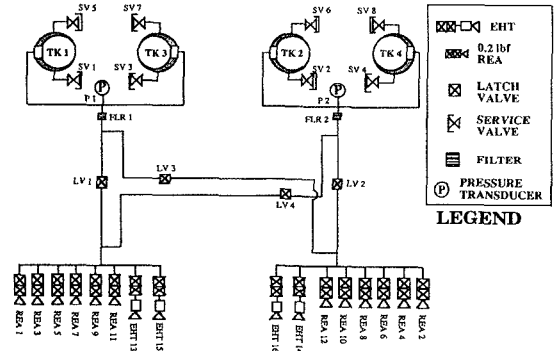 SV 5
SV 7
SV 6
SV 8
TK 1
TK 3
TK 2
TK 4
SV 1
SV 3
SV 2
SV 4
P
P 1
P
P 2
FLR 1
FLR 2
LV 3
LV 1
LV 2
LV 4
REA 1
REA 3
REA 5
REA 7
REA 9
REA 11
EHT 13
EHT 15
EHT 16
EHT 14
REA 12
REA 10
REA 8
REA 6
REA 4
REA 2
EHT
0.2 lbf
REA
LATCH
VALVE
SERVICE
VALVE
FILTER
P
PRESSURE
TRANSDUCER
LEGEND